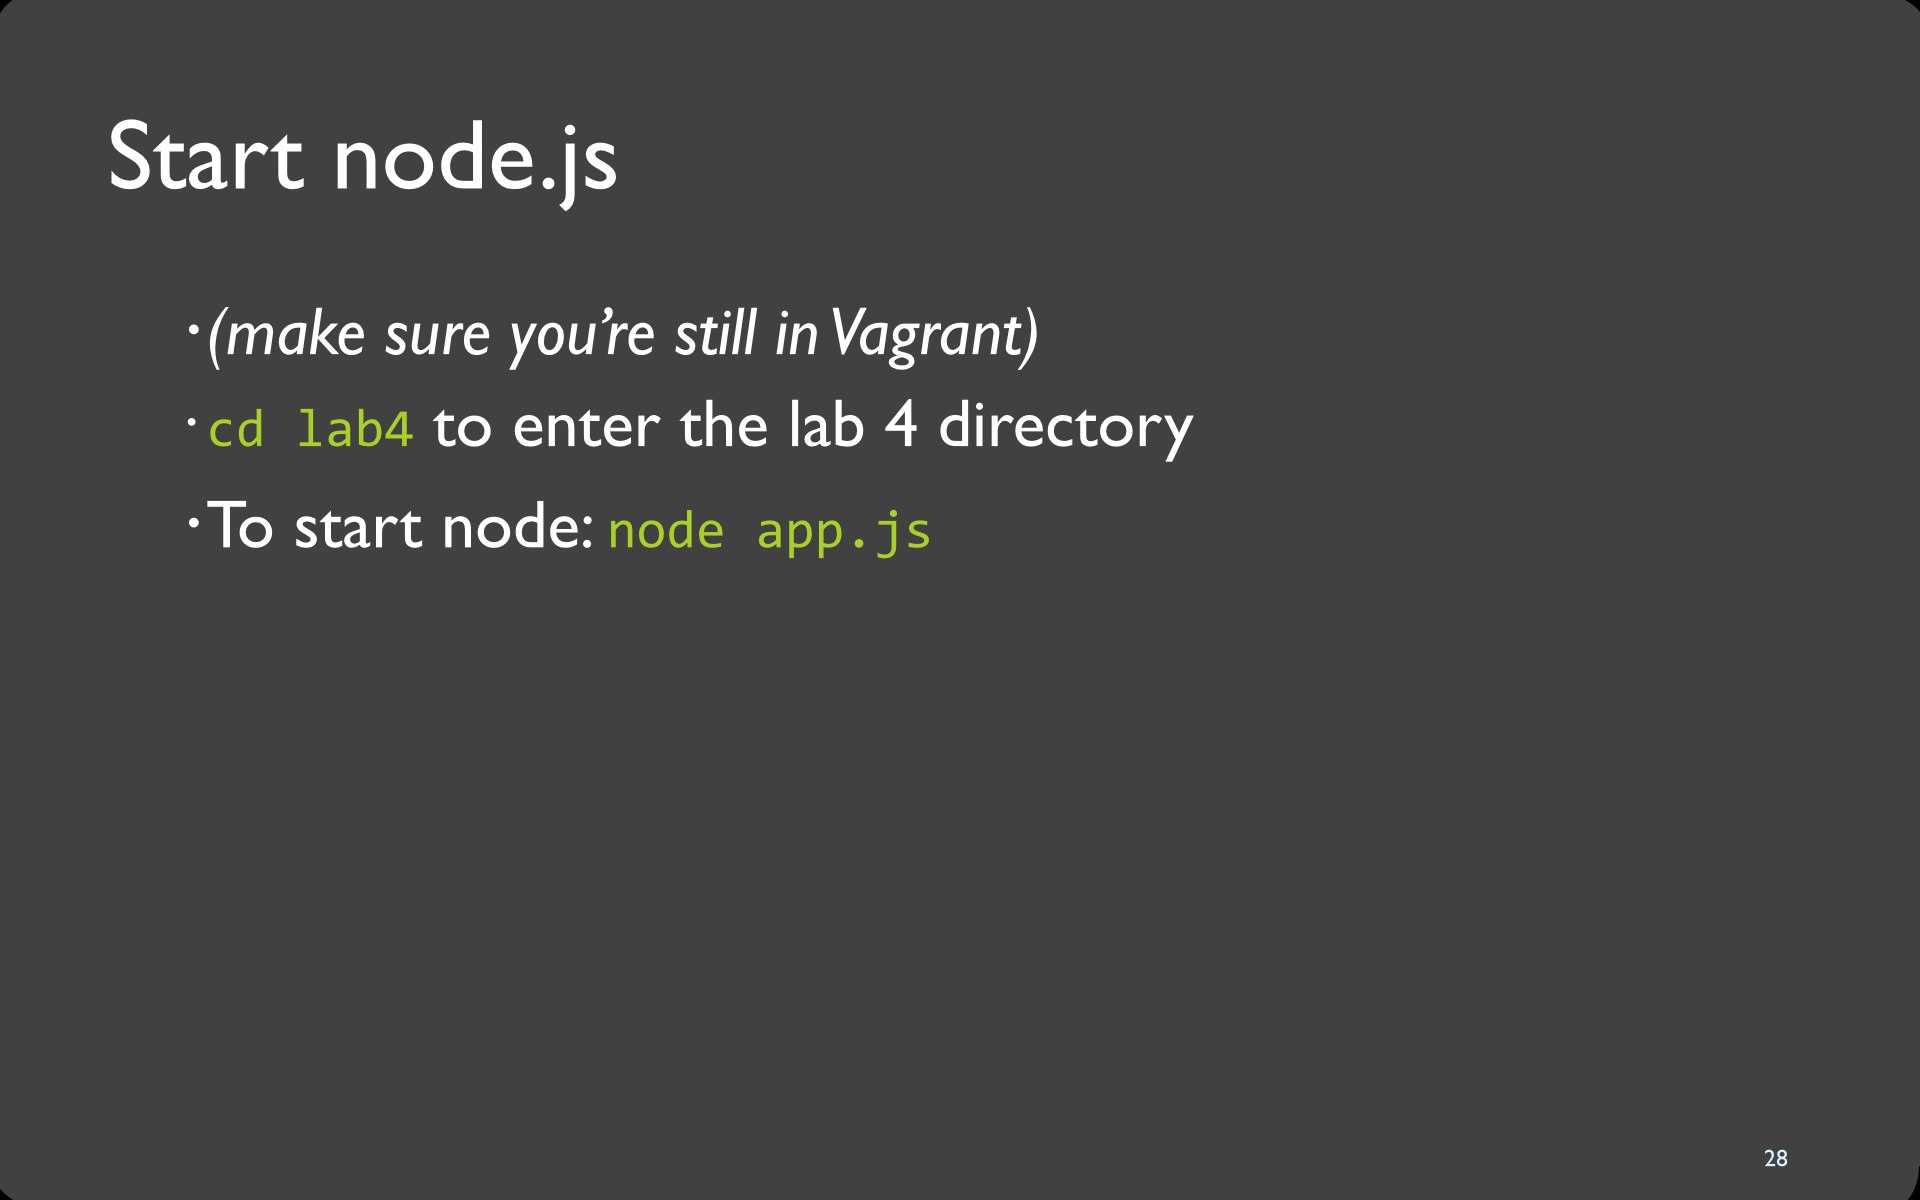 Start node.js
·(make sure you’re still in Vagrant)
·cd lab4 to enter the lab 4 directory
·To start node: node app.js
28